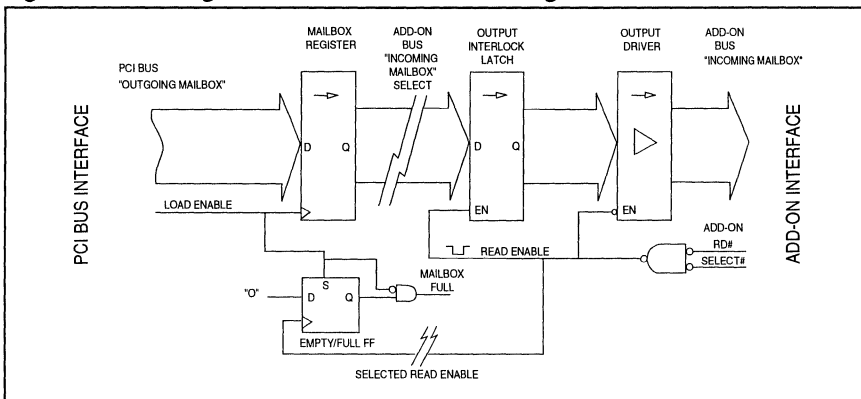 MAILBOX
REGISTER
ADD-ON
BUS
"INCOMING
MAILBOX"
SELECT
OUTPUT
INTERLOCK
LATCH
OUTPUT
DRIVER
ADD-ON
BUS
"INCOMING MAILBOX"
PCI BUS
"OUTGOING MAILBOX"
PCI BUS INTERFACE
D Q
D Q
ADD-ON INTERFACE
LOAD ENABLE
EN
EN
READ ENABLE
ADD-ON
RD#
SELECT#
S
"O"
D Q
MAILBOX
FULL
EMPTY/FULL FF
SELECTED READ ENABLE